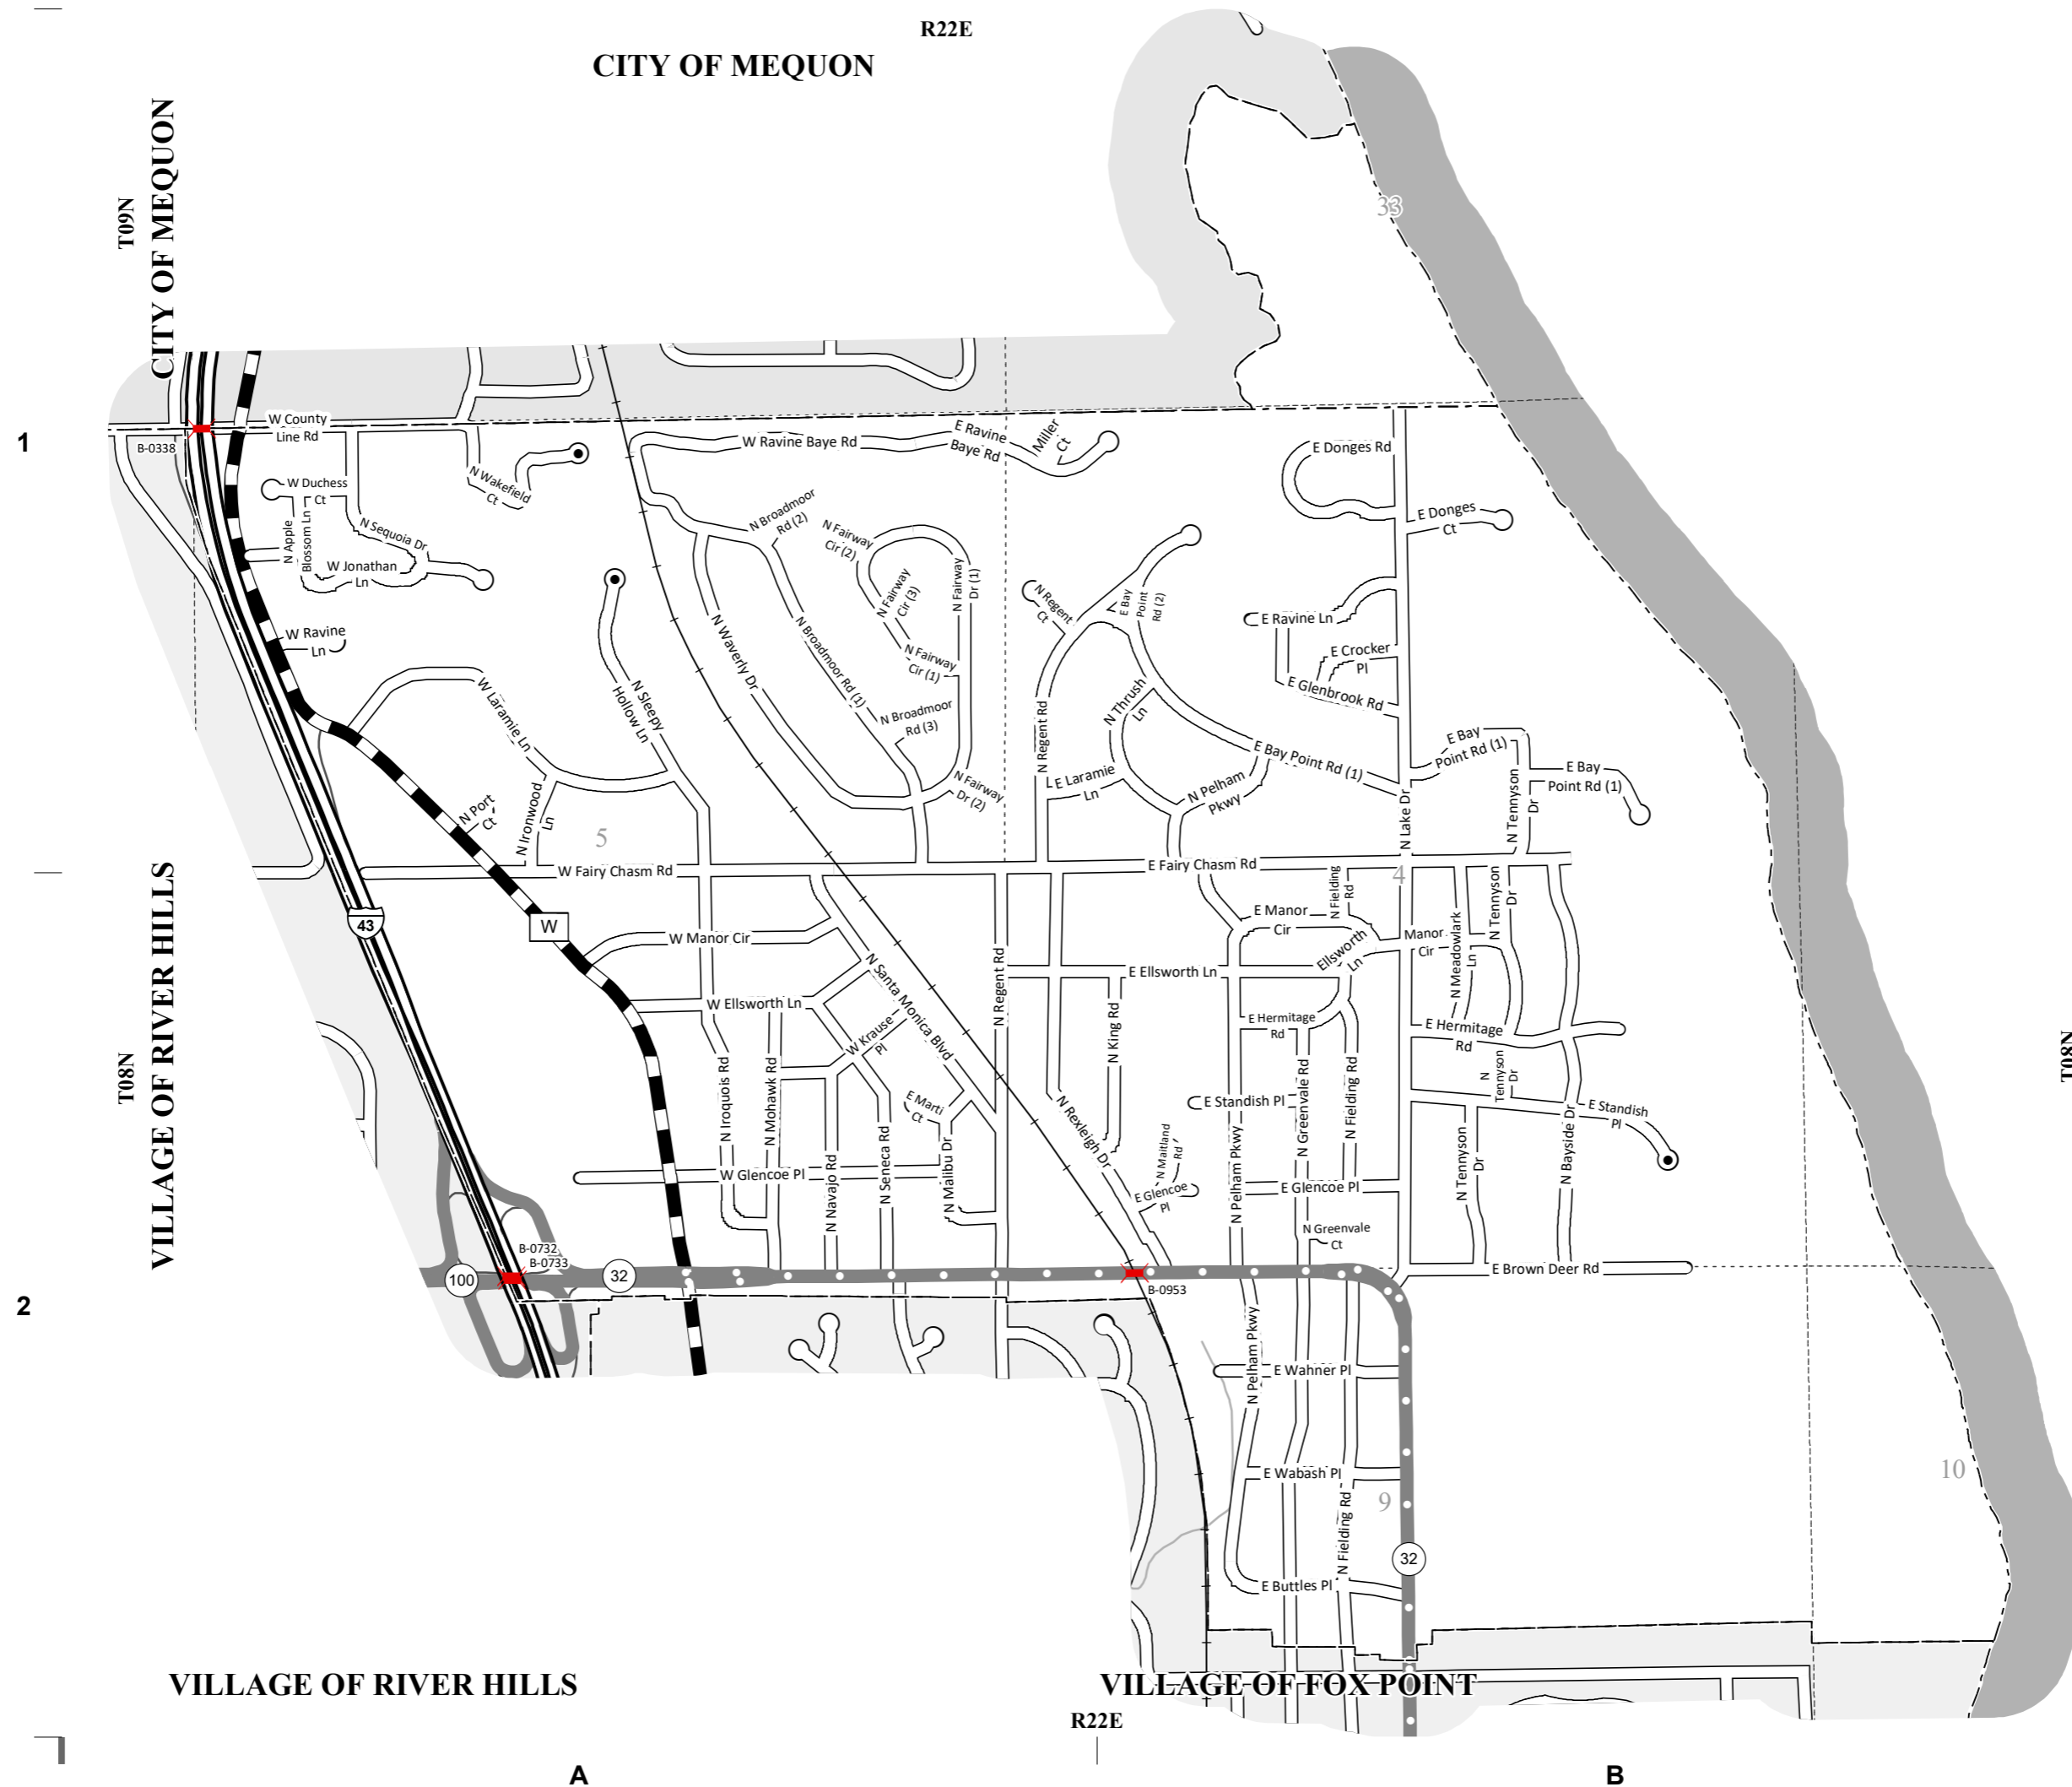 R22E
CITY OF MEQUON
T09N
CITY OF MEQUON
33
1
W County
Line Rd
B-0338
W Ravine Baye Rd
E Ravine
Baye Rd
Miller
Ct
E Donges Rd
W Duchess
Ct
N Wakefield
Ct
N Apple
Blossom Ln
N Sequoia Dr
W Jonathan
Ln
N Broadmoor
Rd (2)
N Fairway
Cir (2)
N Fairway
Cir (3)
N Fairway
Dr (1)
E Donges
Ct
N Regent
Ct
E Bay
Point
Rd (2)
E Ravine Ln
W Ravine
Ln
N Waverly Dr
N Broadmoor Rd (1)
N Fairway
Cir (1)
E Crocker
Pl
E Glenbrook Rd
W Laramie Ln
N Sleepy
Hollow Ln
N Broadmoor
Rd (3)
N Regent Rd
N Thrush
Ln
E Bay Point Rd (1)
E Bay
Point Rd (1)
E Bay
Point Rd (1)
N Port
Ct
N Ironwood
Ln
5
N Fairway
Dr (2)
E Laramie
Ln
N Pelham
Pkwy
N Lake Dr
N Tennyson
Dr
W Fairy Chasm Rd
E Fairy Chasm Rd
4
VILLAGE OF RIVER HILLS
T08N
43
W
W Manor Cir
E Manor
Cir
N Fielding
Rd
Manor
Cir
N Meadowlark
Ln
N Tennyson
Dr
N Santa Monica Blvd
N Regent Rd
E Ellsworth Ln
Ellsworth
Ln
W Ellsworth Ln
W Krause
Pl
N King Rd
E Hermitage
Rd
E Hermitage
Rd
T08N
N Iroquois Rd
N Mohawk Rd
E Marti
Ct
N Rexleigh Dr
E Standish Pl
N Greenvale Rd
N Fielding Rd
N
Tennyson
Dr
E Standish
Pl
W Glencoe Pl
N Navajo Rd
N Seneca Rd
N Malibu Dr
N Maitland
Rd
E Glencoe
Pl
N Pelham Pkwy
E Glencoe Pl
N Tennyson
Dr
N Bayside Dr
N Greenvale
Ct
B-0732
B-0733
100
32
B-0953
E Brown Deer Rd
2
N Pelham Pkwy
E Wahner Pl
E Wabash Pl
9
10
N Fielding Rd
32
E Buttles Pl
VILLAGE OF RIVER HILLS
VILLAGE OF FOX POINT
R22E
A
B